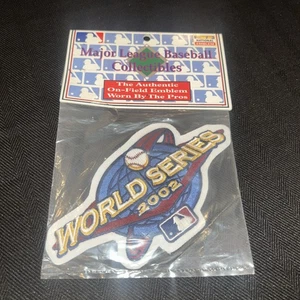 Major League Baseball
Collectibles
The Authentic
On-Field Emblem
Worn By The Pros
WORLD SERIES
2002